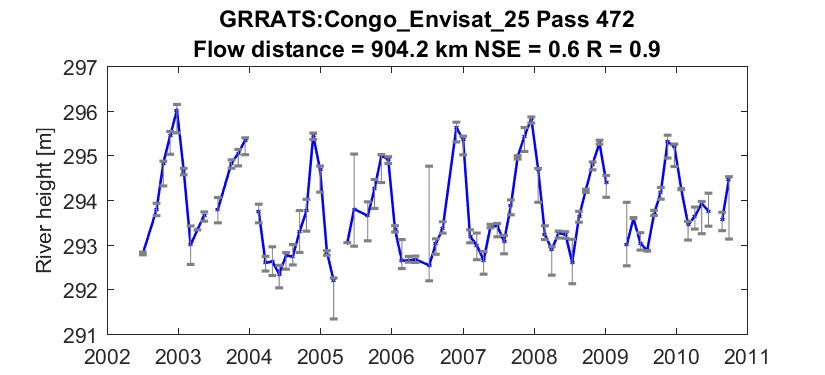 GRRATS:Congo_Envisat_25 Pass 472
Flow distance = 904.2 km NSE = 0.6 R = 0.9
River height [m]
297
296
295
294
293
292
291
2002 2003 2004 2005 2006 2007 2008 2009 2010 2011